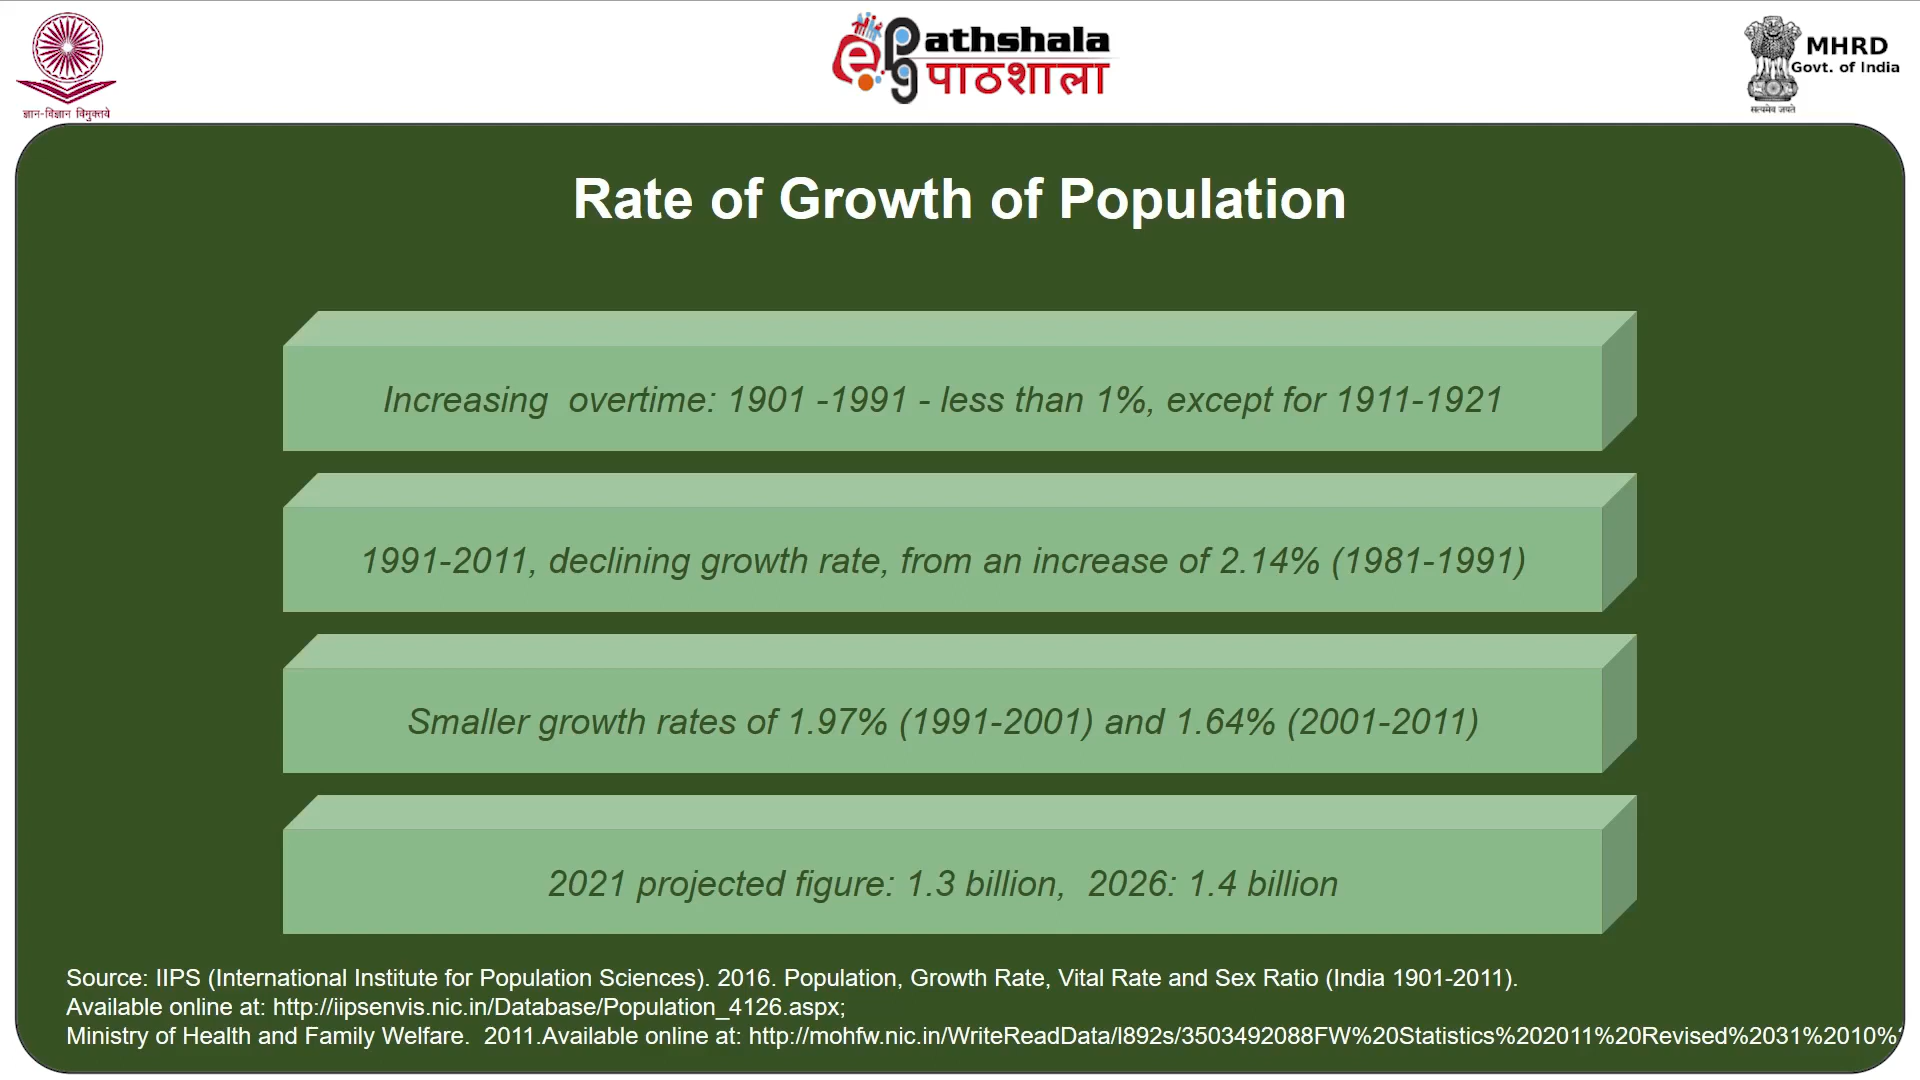 ज्ञान-विज्ञान विमुक्तये
e PG athshala
पाठशाला
MHRD
Govt. of India
सत्यमेव जयते
Rate of Growth of Population
Increasing  overtime: 1901 -1991 - less than 1%, except for 1911-1921
1991-2011, declining growth rate, from an increase of 2.14% (1981-1991)
Smaller growth rates of 1.97% (1991-2001) and 1.64% (2001-2011)
2021 projected figure: 1.3 billion,  2026: 1.4 billion
Source: IIPS (International Institute for Population Sciences). 2016. Population, Growth Rate, Vital Rate and Sex Ratio (India 1901-2011).
Available online at: http://iipsenvis.nic.in/Database/Population_4126.aspx;
Ministry of Health and Family Welfare.  2011.Available online at: http://mohfw.nic.in/WriteReadData/l892s/3503492088FW%20Statistics%202011%20Revised%2031%2010%